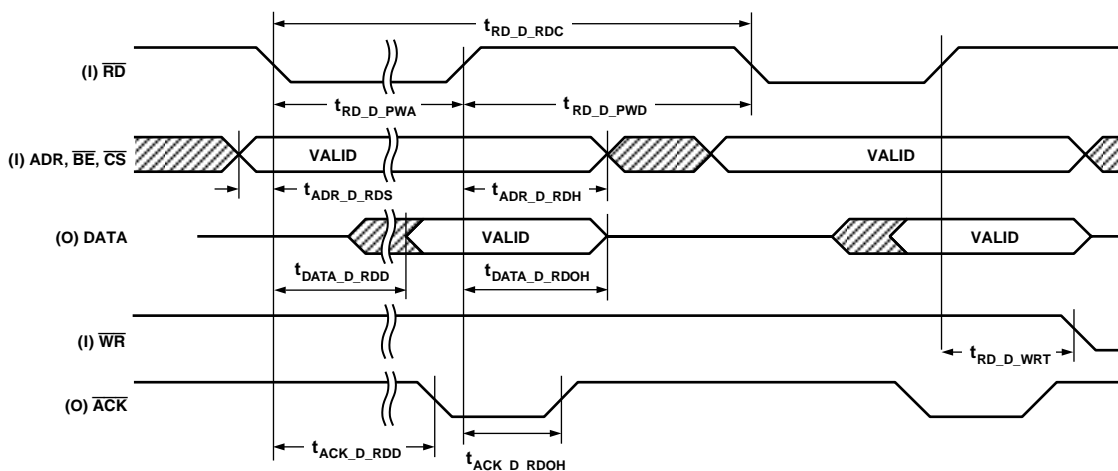 tRD_D_RDC
(I) RD
tRD_D_PWA
tRD_D_PWD
(I) ADR, BE, CS
VALID
VALID
tADR_D_RDS
tADR_D_RDH
(O) DATA
VALID
VALID
tDATA_D_RDD
tDATA_D_RDOH
(I) WR
tRD_D_WRT
(O) ACK
tACK_D_RDD
tACK_D_RDOH